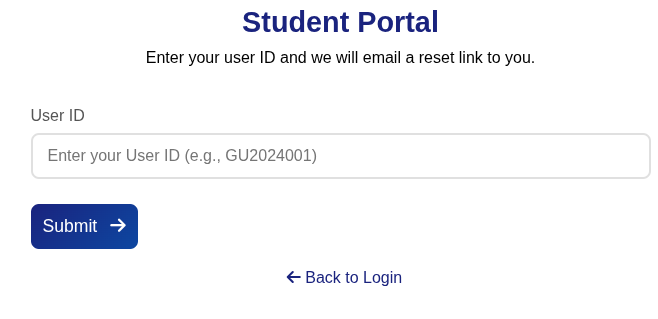 Student Portal
Enter your user ID and we will email a reset link to you.
User ID
Enter your User ID (e.g., GU2024001)
Submit →
← Back to Login